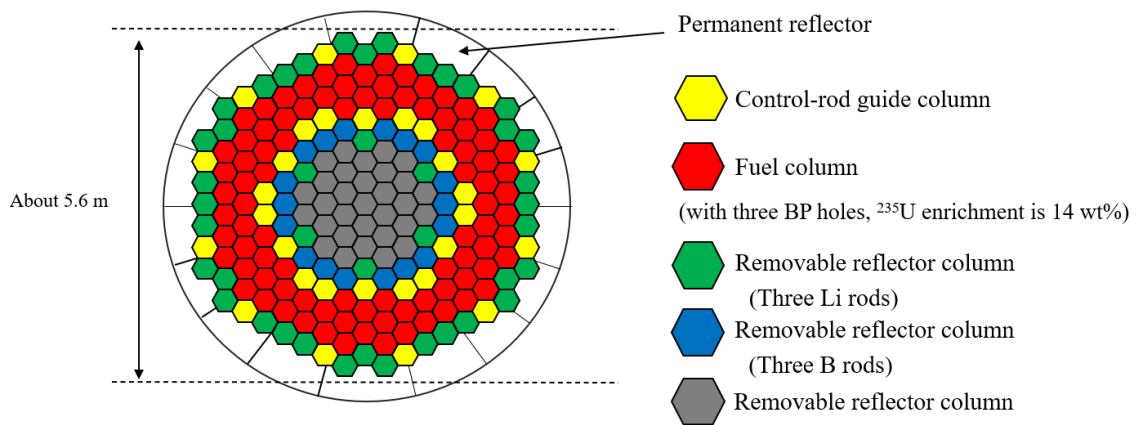 Permanent reflector
Control-rod guide column
About 5.6 m
Fuel column
(with three BP holes, ²³⁵U enrichment is 14 wt%)
Removable reflector column
(Three Li rods)
Removable reflector column
(Three B rods)
Removable reflector column